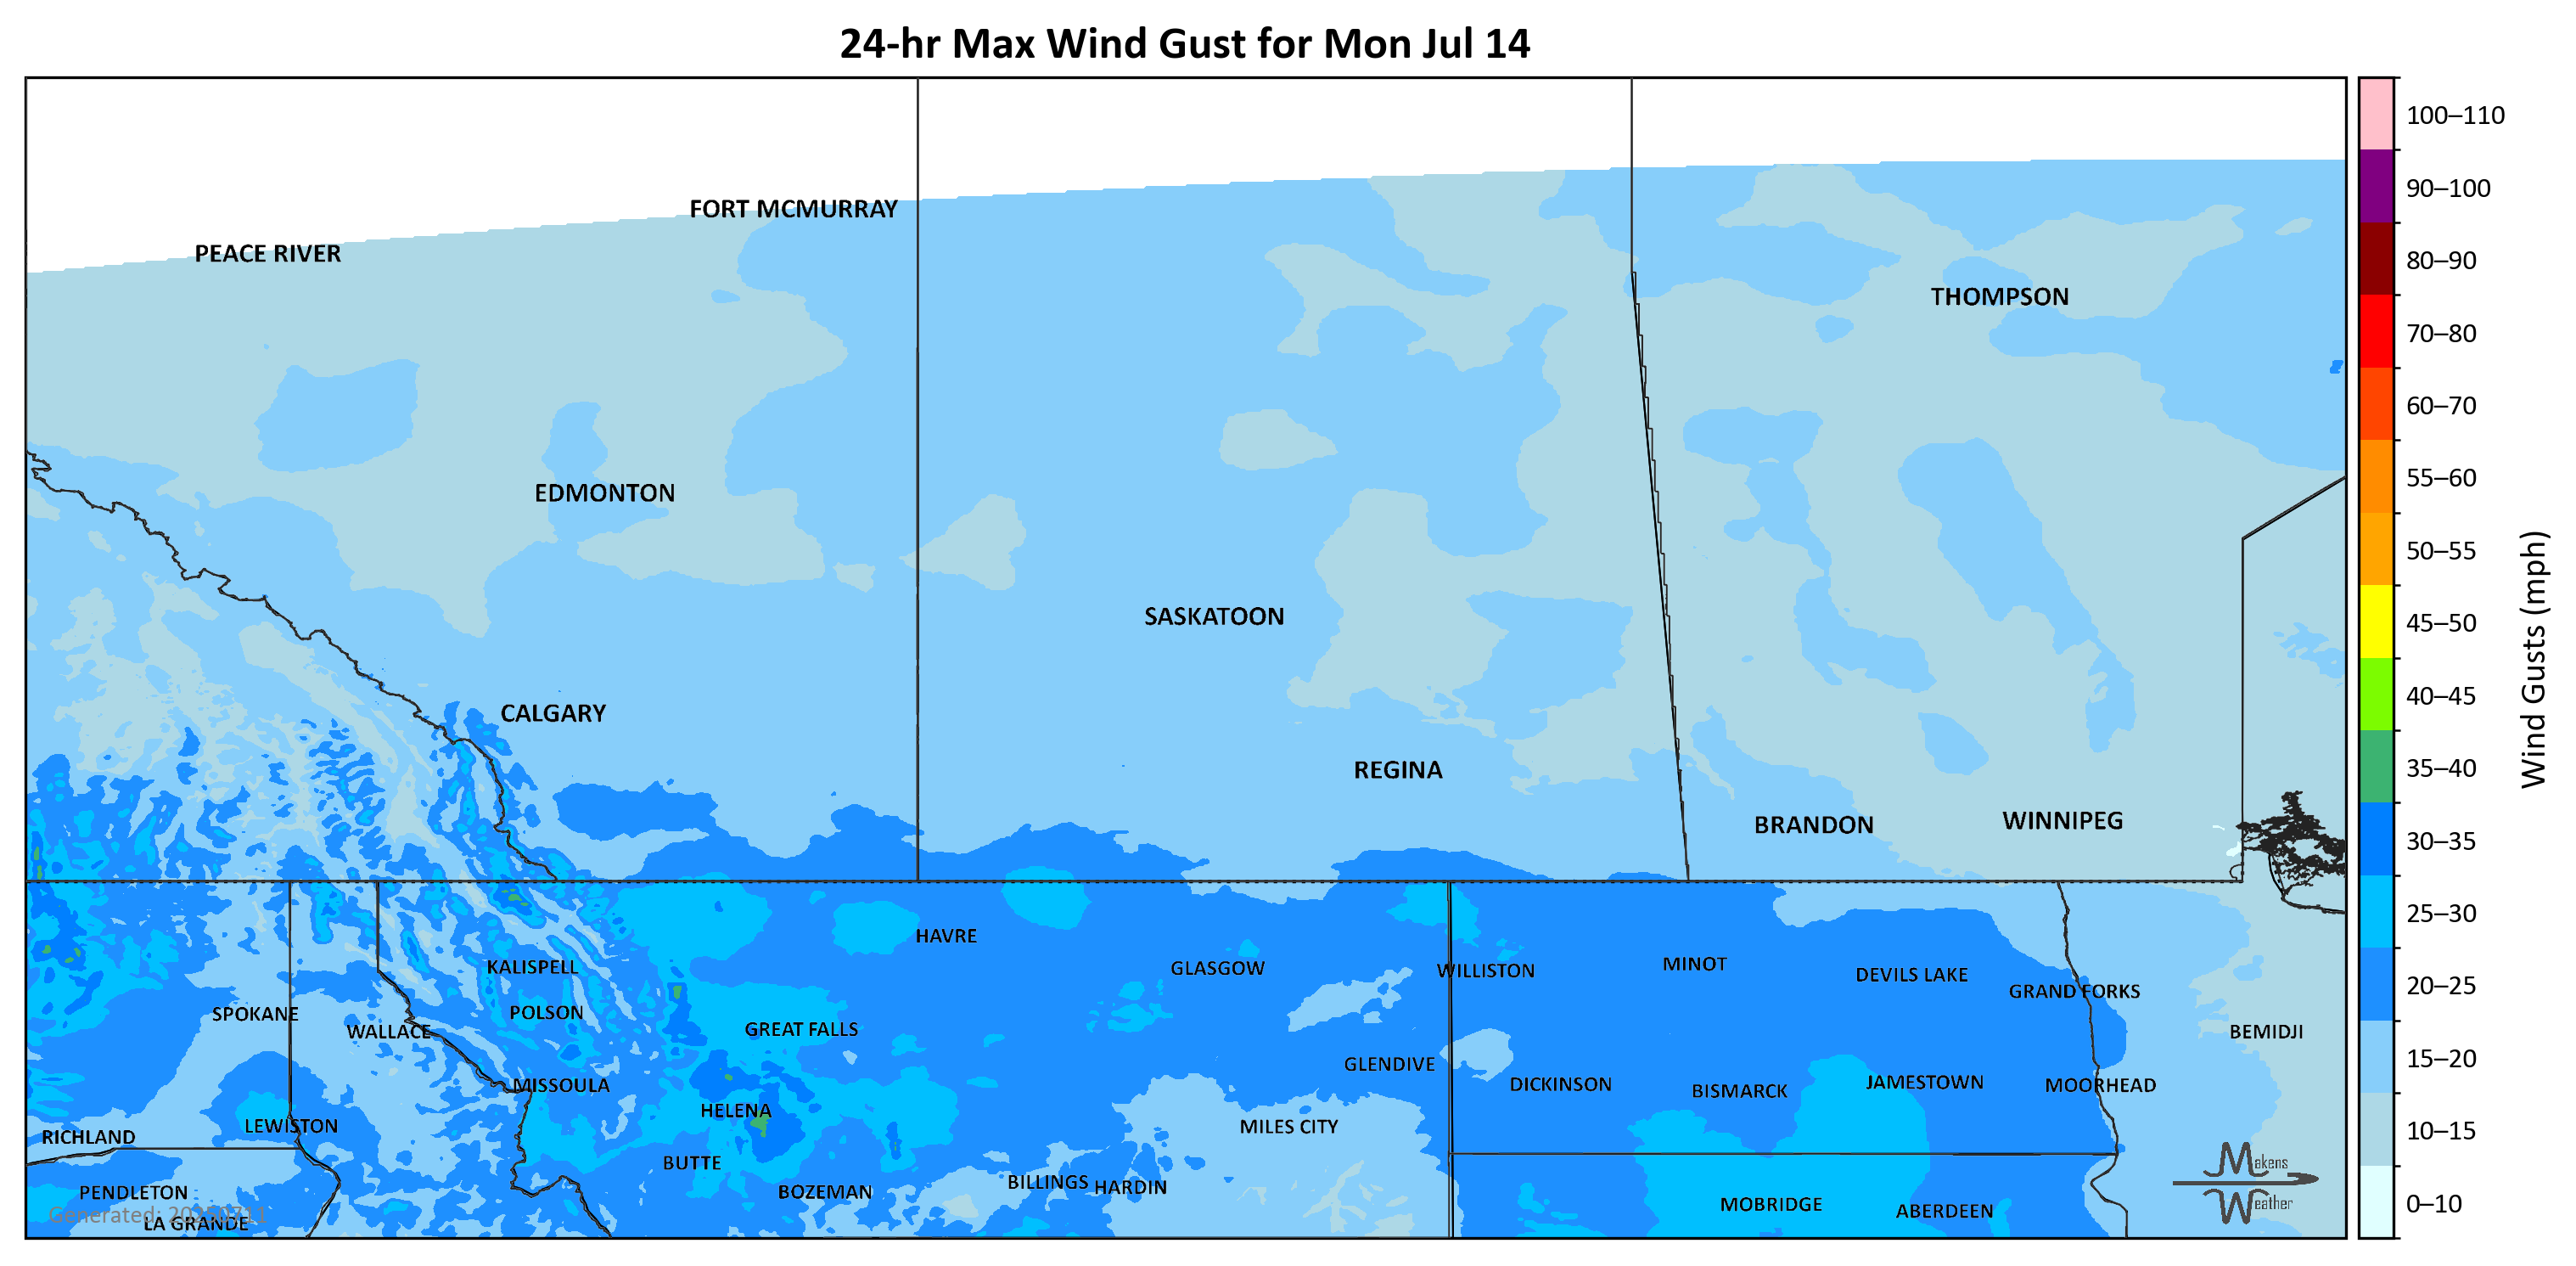 24-hr Max Wind Gust for Mon Jul 14
FORT MCMURRAY
PEACE RIVER
THOMPSON
EDMONTON
SASKATOON
CALGARY
REGINA
BRANDON
WINNIPEG
HAVRE
KALISPELL
GLASGOW
WILLISTON
MINOT
DEVILS LAKE
GRAND FORKS
SPOKANE
POLSON
WALLACE
GREAT FALLS
BEMIDJI
GLENDIVE
MISSOULA
DICKINSON
BISMARCK
JAMESTOWN
MOORHEAD
HELENA
LEWISTON
MILES CITY
RICHLAND
BUTTE
BILLINGS
HARDIN
BOZEMAN
PENDLETON
MOBRIDGE
ABERDEEN
Generated: 20250711
LA GRANDE
Makens
Weather
100–110
90–100
80–90
70–80
60–70
55–60
50–55
45–50
40–45
35–40
30–35
25–30
20–25
15–20
10–15
0–10
Wind Gusts (mph)